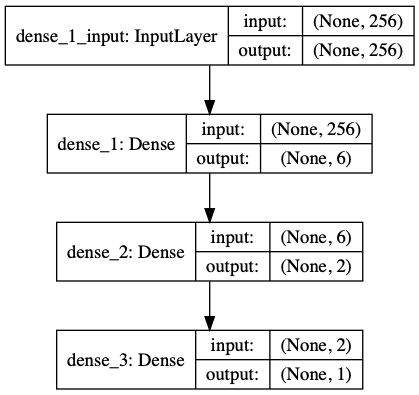 dense_1_input: InputLayer
input: (None, 256)
output: (None, 256)
dense_1: Dense
input: (None, 256)
output: (None, 6)
dense_2: Dense
input: (None, 6)
output: (None, 2)
dense_3: Dense
input: (None, 2)
output: (None, 1)